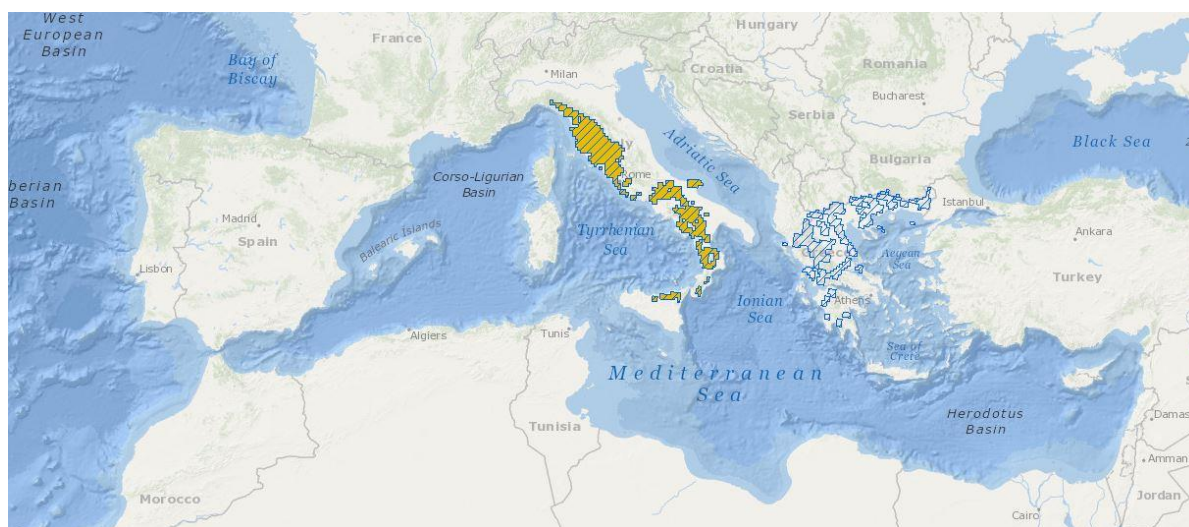 West
European
Basin
Bay of
Biscay
France
Milan
Croatia
Hungary
Romania
Bucharest
Serbia
Bulgaria
Black Sea
Adriatic Sea
Corso-Ligurian
Basin
Rome
Istanbul
Ankara
Turkey
berian
Basin
Madrid
Spain
Balearic Islands
Lisbon
Tyrrhenian
Sea
Aegean
Sea
Athens
Ionian
Sea
Sea of
Crete
Algiers
Tunis
Mediterranean
Sea
Herodotus
Basin
Damas
Amman
Jordan
Cairo
Tunisia
Morocco